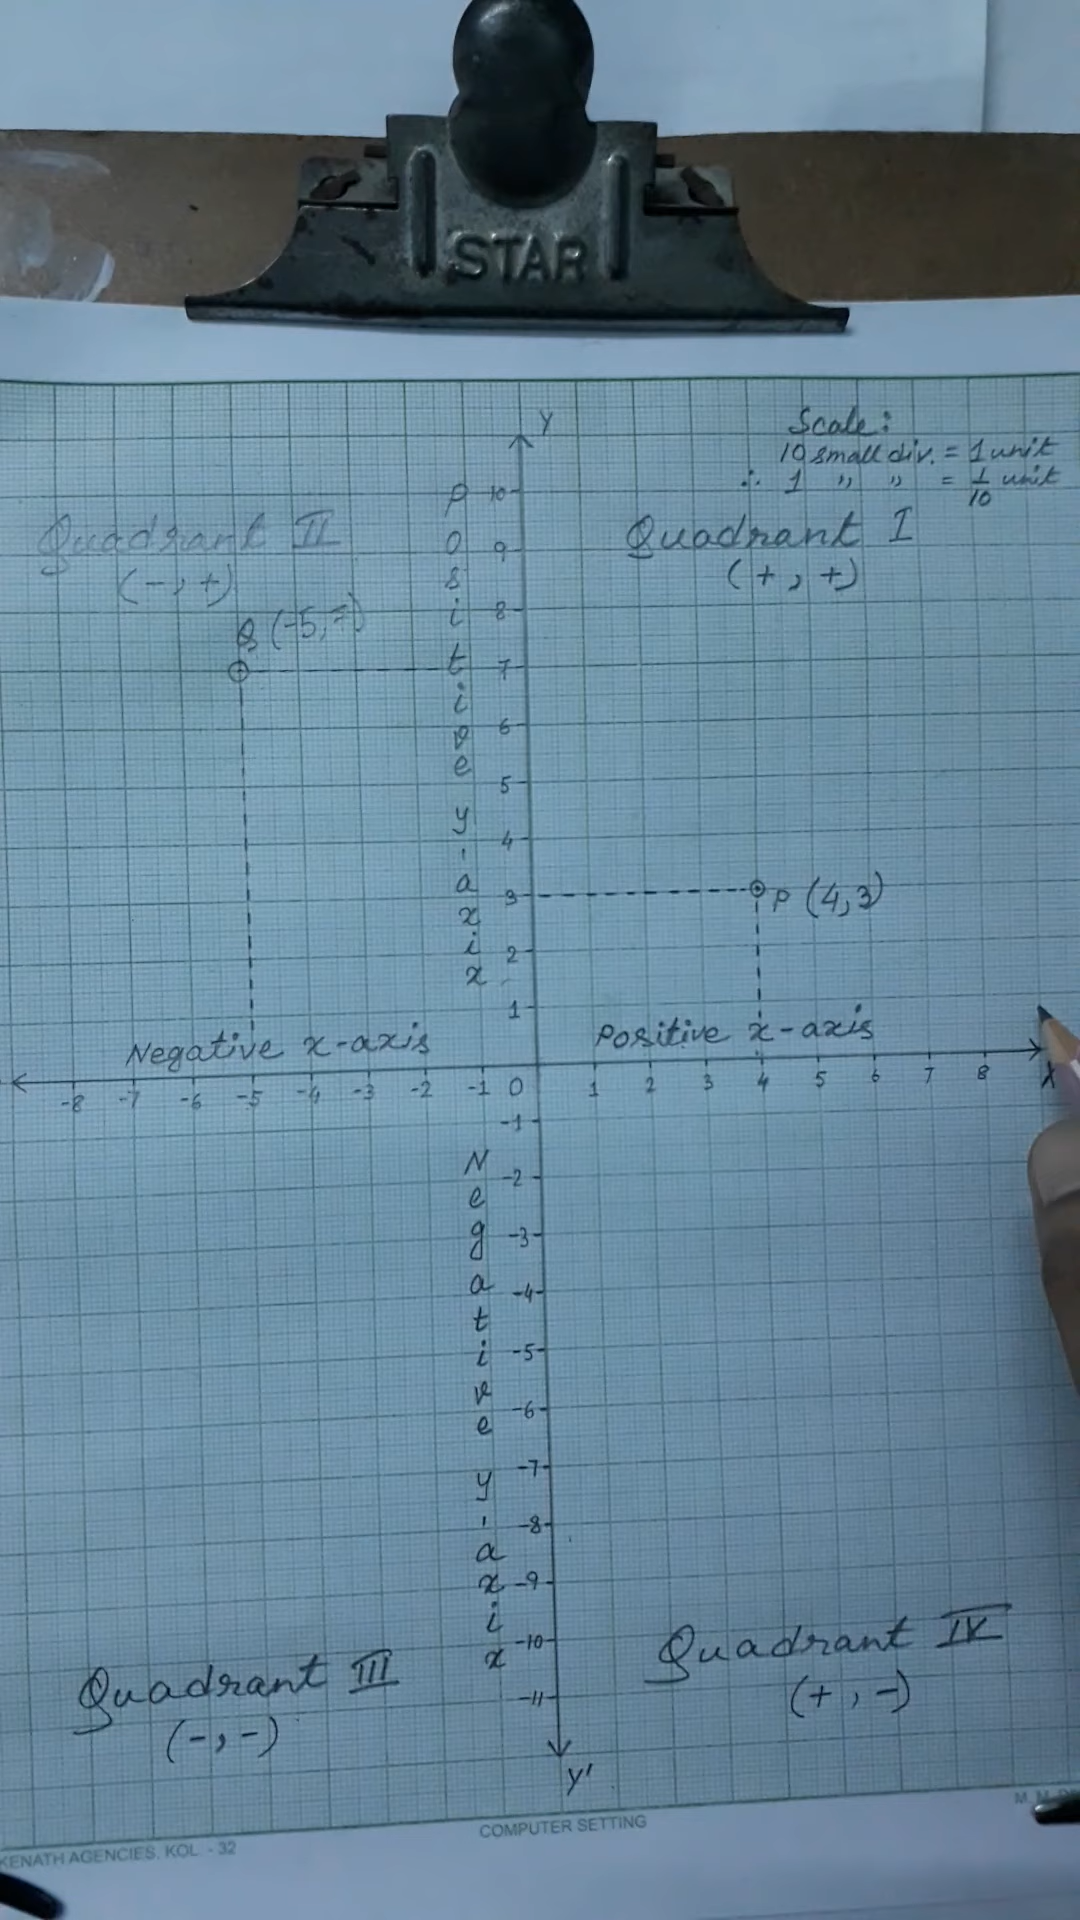 STAR
Y
Scale:
10 small div. = 1 unit
∴ 1 " " = 1/10 unit
Quadrant II
(-, +)
Quadrant I
(+, +)
Positive y-axix
10
9
8
7
6
5
4
3
2
1
(-5,
P (4,3)
Negative x-axis
Positive x-axis
-8 -7 -6 -5 -4 -3 -2 -1 0 1 2 3 4 5 6 7 8 X
-1
-2
-3
-4
-5
-6
-7
-8
-9
-10
-11
Negative y-axix
Quadrant III
(-, -)
Quadrant IV
(+, -)
Y'
COMPUTER SETTING
KENATH AGENCIES. KOL - 32